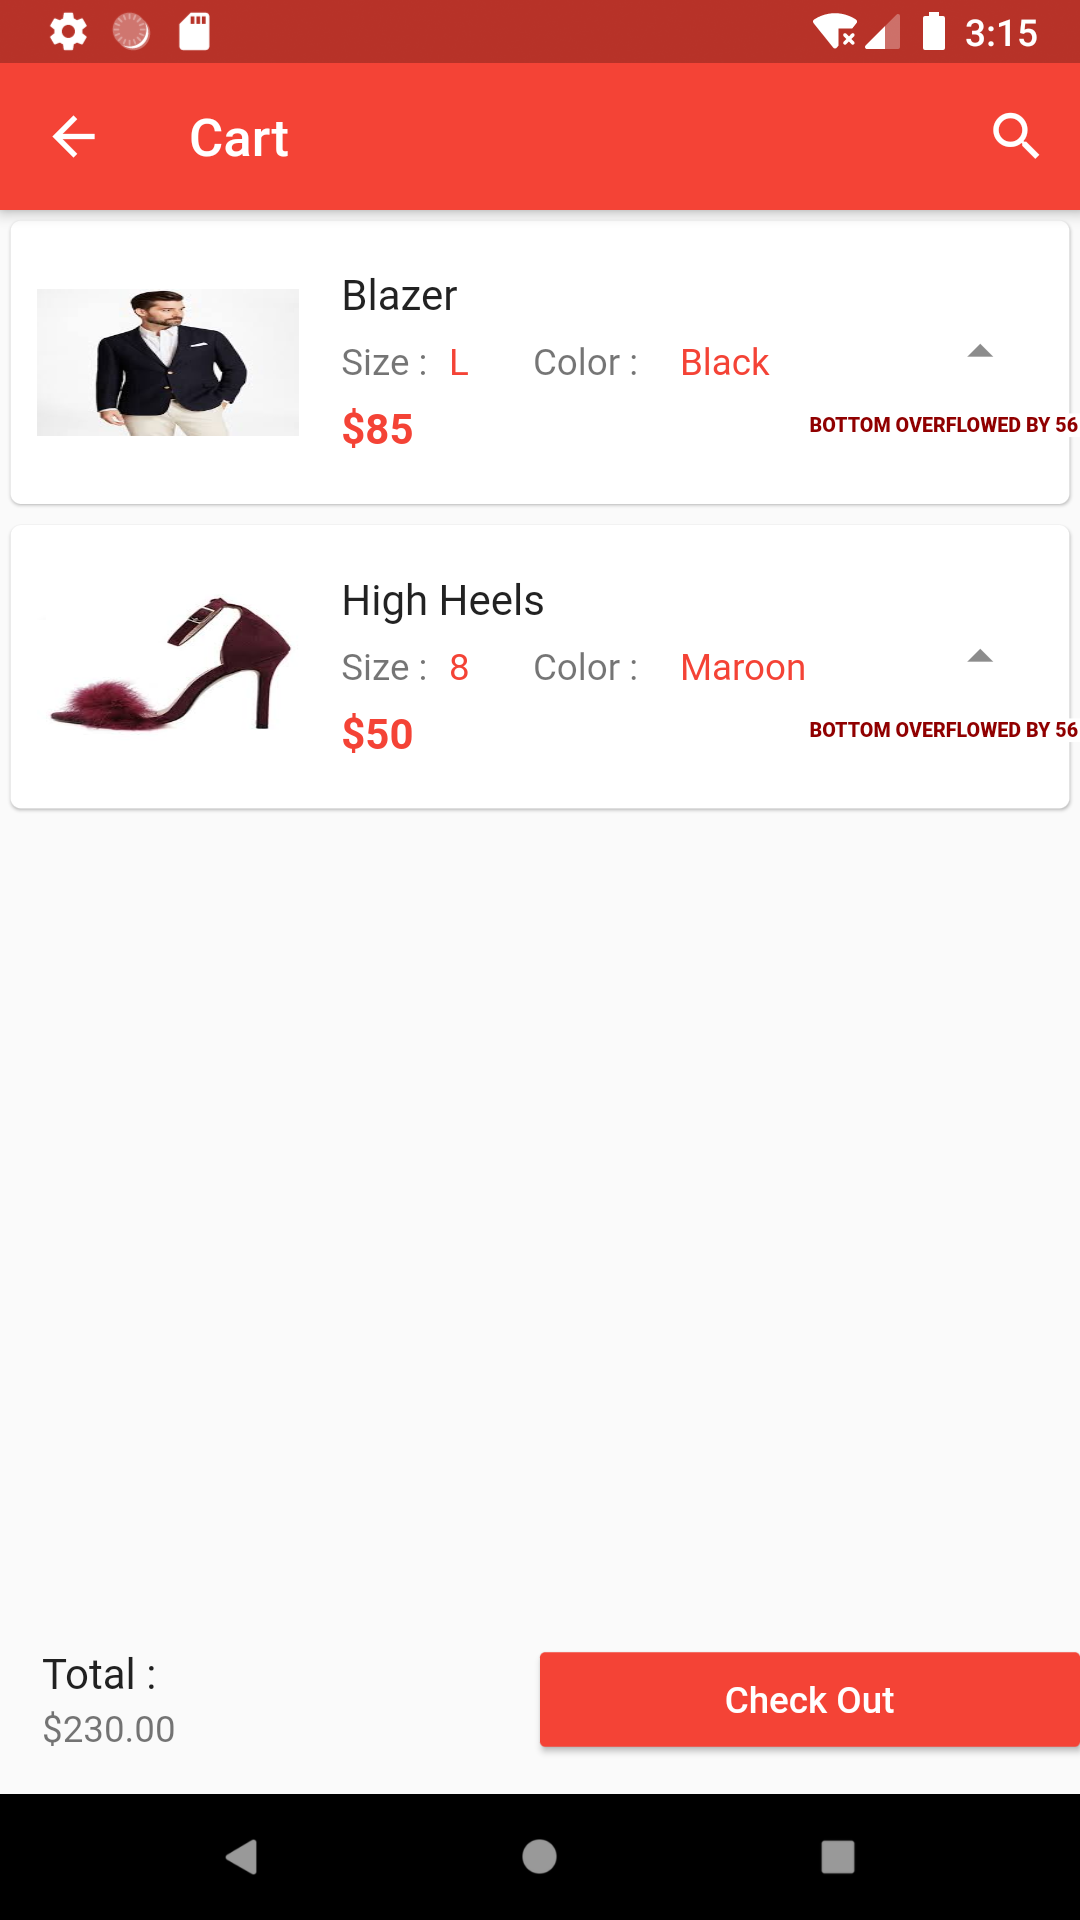 3:15
Cart
Blazer
Size : L Color : Black
$85
BOTTOM OVERFLOWED BY 56
High Heels
Size : 8 Color : Maroon
$50
BOTTOM OVERFLOWED BY 56
Total :
$230.00
Check Out